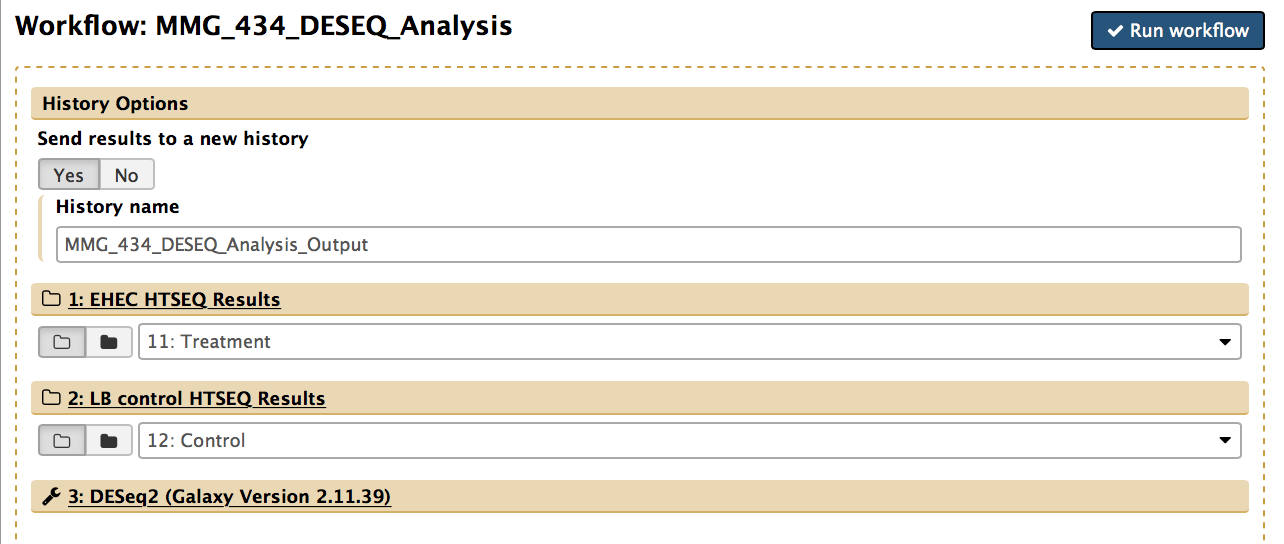 Workflow: MMG_434_DESEQ_Analysis
Run workflow
History Options
Send results to a new history
Yes No
History name
MMG_434_DESEQ_Analysis_Output
1: EHEC HTSEQ Results
11: Treatment
2: LB control HTSEQ Results
12: Control
3: DESeq2 (Galaxy Version 2.11.39)